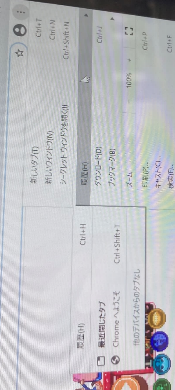 新しいタブ(T) Ctrl+T
新しいウィンドウ(N) Ctrl+N
シークレット ウィンドウを開く(I) Ctrl+Shift+N
履歴(H)
ダウンロード(D) Ctrl+J
ブックマーク(B)
ズーム - 100% +
印刷(P)... Ctrl+P
キャスト(C)...
検索(F)... Ctrl+F
履歴(H) Ctrl+H
最近閉じたタブ
Chrome へようこそ Ctrl+Shift+T
他のデバイスからのタブなし